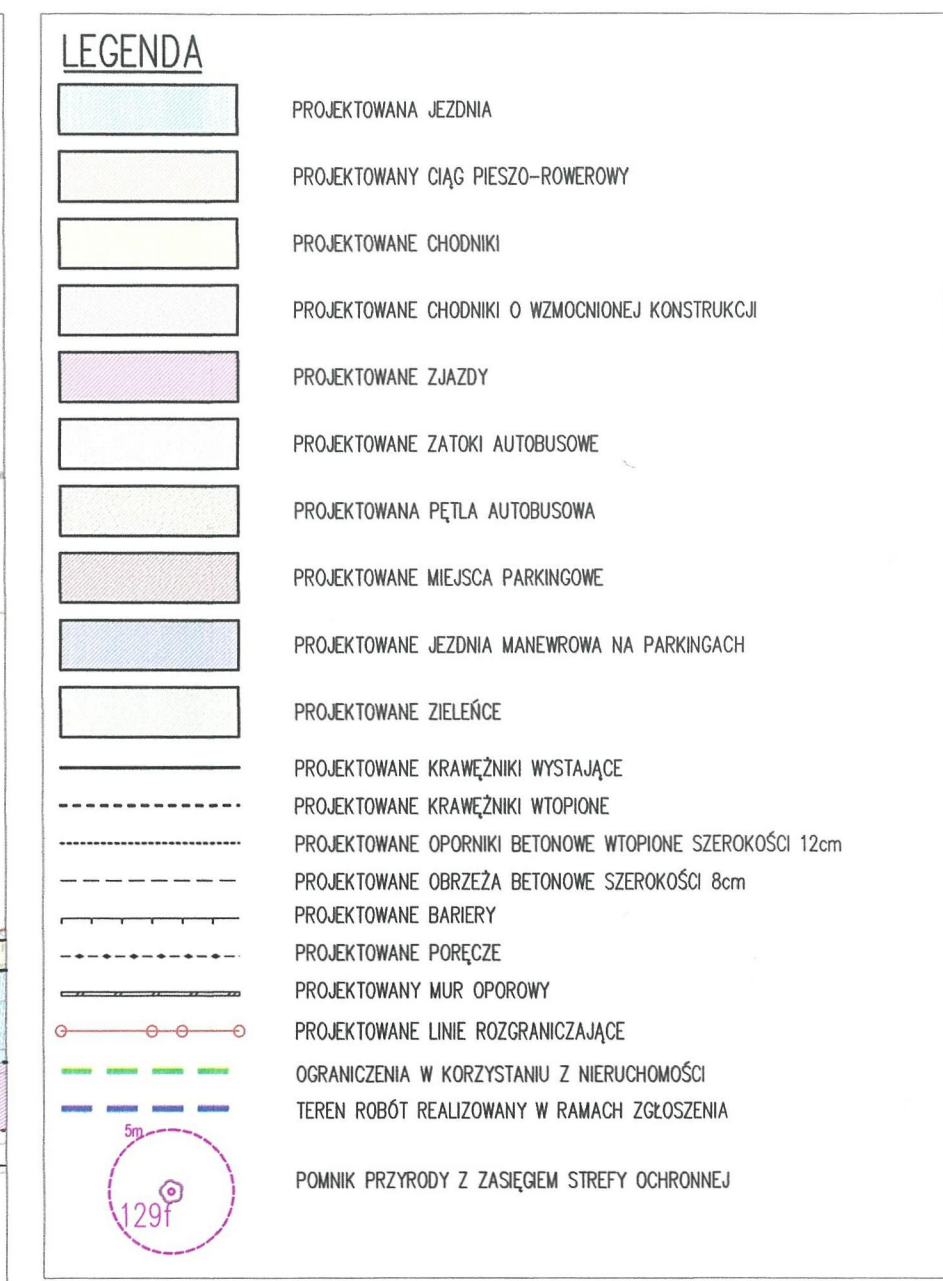 LEGENDA
PROJEKTOWANA JEZDNIA
PROJEKTOWANY CIĄG PIESZO-ROWEROWY
PROJEKTOWANE CHODNIKI
PROJEKTOWANE CHODNIKI O WZMOCNIONEJ KONSTRUKCJI
PROJEKTOWANE ZJAZDY
PROJEKTOWANE ZATOKI AUTOBUSOWE
PROJEKTOWANA PĘTLA AUTOBUSOWA
PROJEKTOWANE MIEJSCA PARKINGOWE
PROJEKTOWANE JEZDNIA MANEWROWA NA PARKINGACH
PROJEKTOWANE ZIELEŃCE
PROJEKTOWANE KRAWĘŻNIKI WYSTAJĄCE
PROJEKTOWANE KRAWĘŻNIKI WTOPIONE
PROJEKTOWANE OPORNIKI BETONOWE WTOPIONE SZEROKOŚCI 12cm
PROJEKTOWANE OBRZEŻA BETONOWE SZEROKOŚCI 8cm
PROJEKTOWANE BARIERY
PROJEKTOWANE PORĘCZE
PROJEKTOWANY MUR OPOROWY
PROJEKTOWANE LINIE ROZGRANICZAJĄCE
OGRANICZENIA W KORZYSTANIU Z NIERUCHOMOŚCI
TEREN ROBÓT REALIZOWANY W RAMACH ZGŁOSZENIA
5m
129f
POMNIK PRZYRODY Z ZASIĘGIEM STREFY OCHRONNEJ